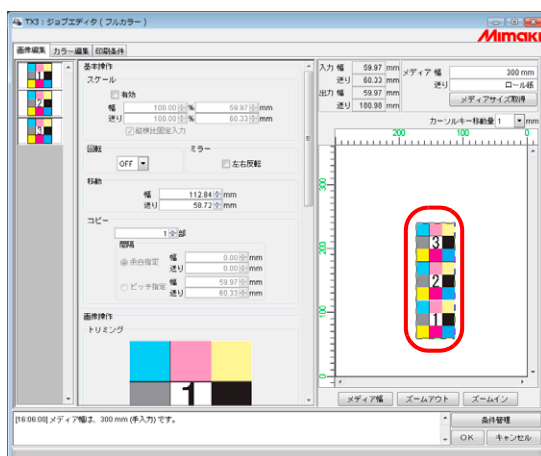 TX3 : ジョブエディタ ( フルカラー )
Mimaki
画像編集 カラー編集 印刷条件
1
2
3
基本操作
スケール
有効
幅 100.00 % 59.97 mm
送り 100.00 % 60.33 mm
縦横比固定入力
回転 ミラー
OFF 左右反転
移動
幅 112.84 mm
送り 58.72 mm
コピー
1 部
間隔
余白指定 幅 0.00 mm
送り 0.00 mm
ピッチ指定 幅 59.97 mm
送り 60.33 mm
画像操作
トリミング
1
入力 幅 59.97 mm
送り 60.33 mm
出力 幅 59.97 mm
送り 180.98 mm
メディア 幅 300 mm
送り ロール紙
メディアサイズ取得
カーソルキー移動量 1 mm
200 100 0
300
200
100
0
3
2
1
メディア幅 ズームアウト ズームイン
[16:06:00] メディア幅は、300 mm (手入力) です。
条件管理
OK キャンセル